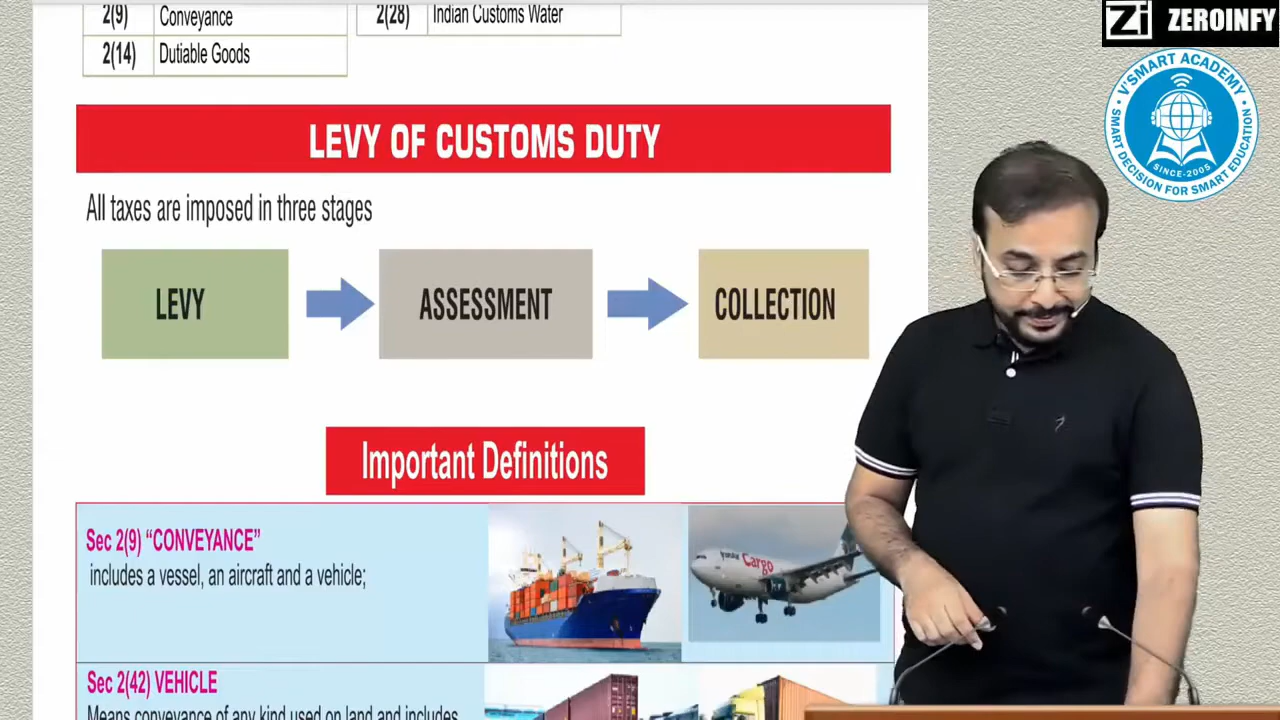 2(9) Conveyance 2(28) Indian Customs Water
2(14) Dutiable Goods
LEVY OF CUSTOMS DUTY
All taxes are imposed in three stages
LEVY ASSESSMENT COLLECTION
Important Definitions
Sec 2(9) “CONVEYANCE”
includes a vessel, an aircraft and a vehicle;
Cargo
Sec 2(42) VEHICLE
Means conveyance of any kind used on land and includes
Zi ZEROINFY
V'SMART ACADEMY
SINCE-2005
SMART DECISION FOR SMART EDUCATION